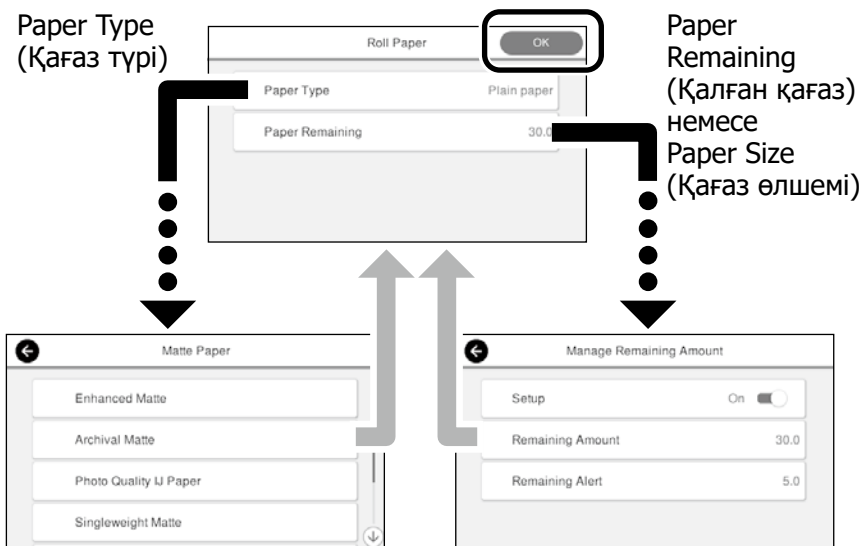 Paper Type
(Қағаз түрі)
Roll Paper
OK
Paper Type
Plain paper
Paper Remaining
30.0
Paper
Remaining
(Қалған қағаз)
немесе
Paper Size
(Қағаз өлшемі)
Matte Paper
Enhanced Matte
Archival Matte
Photo Quality IJ Paper
Singleweight Matte
Manage Remaining Amount
Setup
On
Remaining Amount
30.0
Remaining Alert
5.0